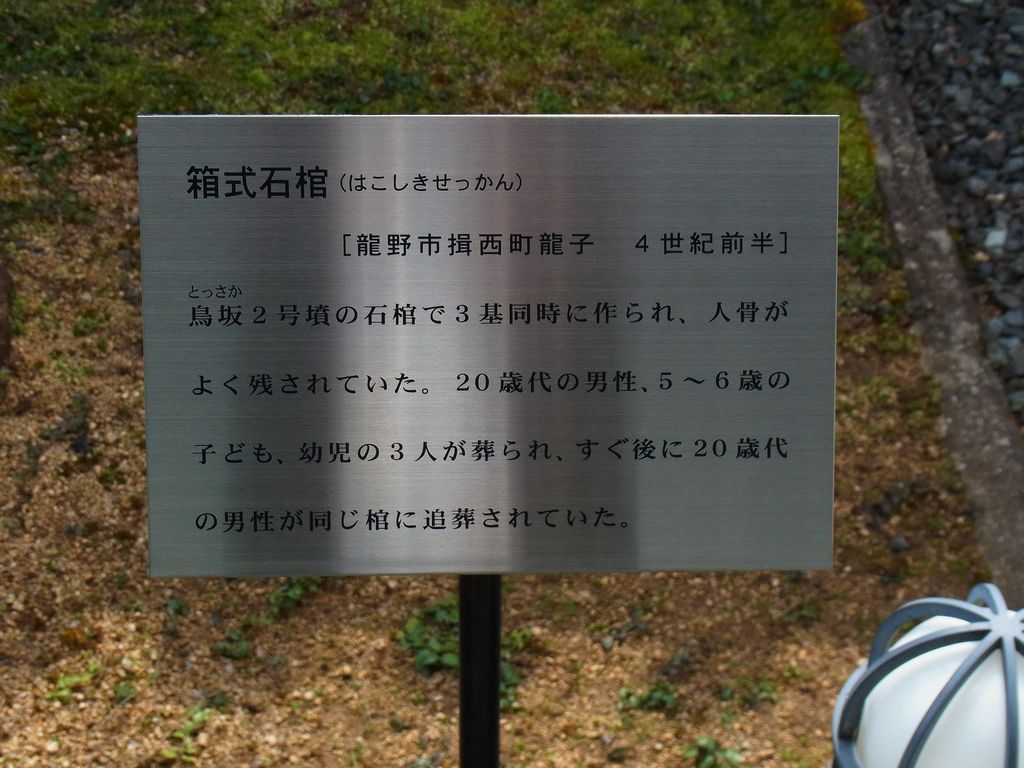 箱式石棺（はこしきせっかん）
［龍野市揖西町龍子　４世紀前半］
とっさか
鳥坂２号墳の石棺で３基同時に作られ、人骨が
よく残されていた。20歳代の男性、５～６歳の
子ども、幼児の３人が葬られ、すぐ後に20歳代
の男性が同じ棺に追葬されていた。